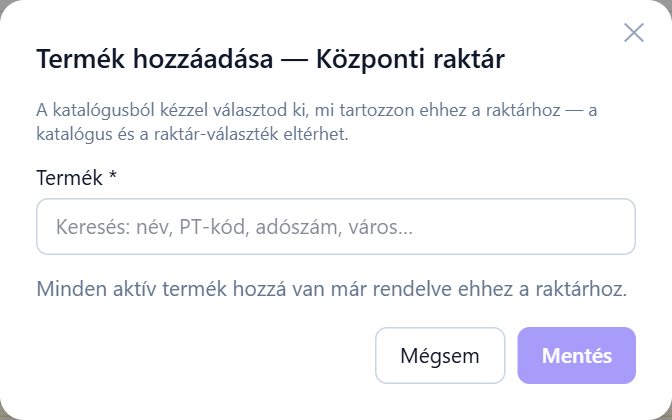 Termék hozzáadása — Központi raktár
A katalógusból kézzel választod ki, mi tartozzon ehhez a raktárhoz — a
katalógus és a raktár-választék eltérhet.
Termék *
Keresés: név, PT-kód, adószám, város...
Minden aktív termék hozzá van már rendelve ehhez a raktárhoz.
Mégsem
Mentés